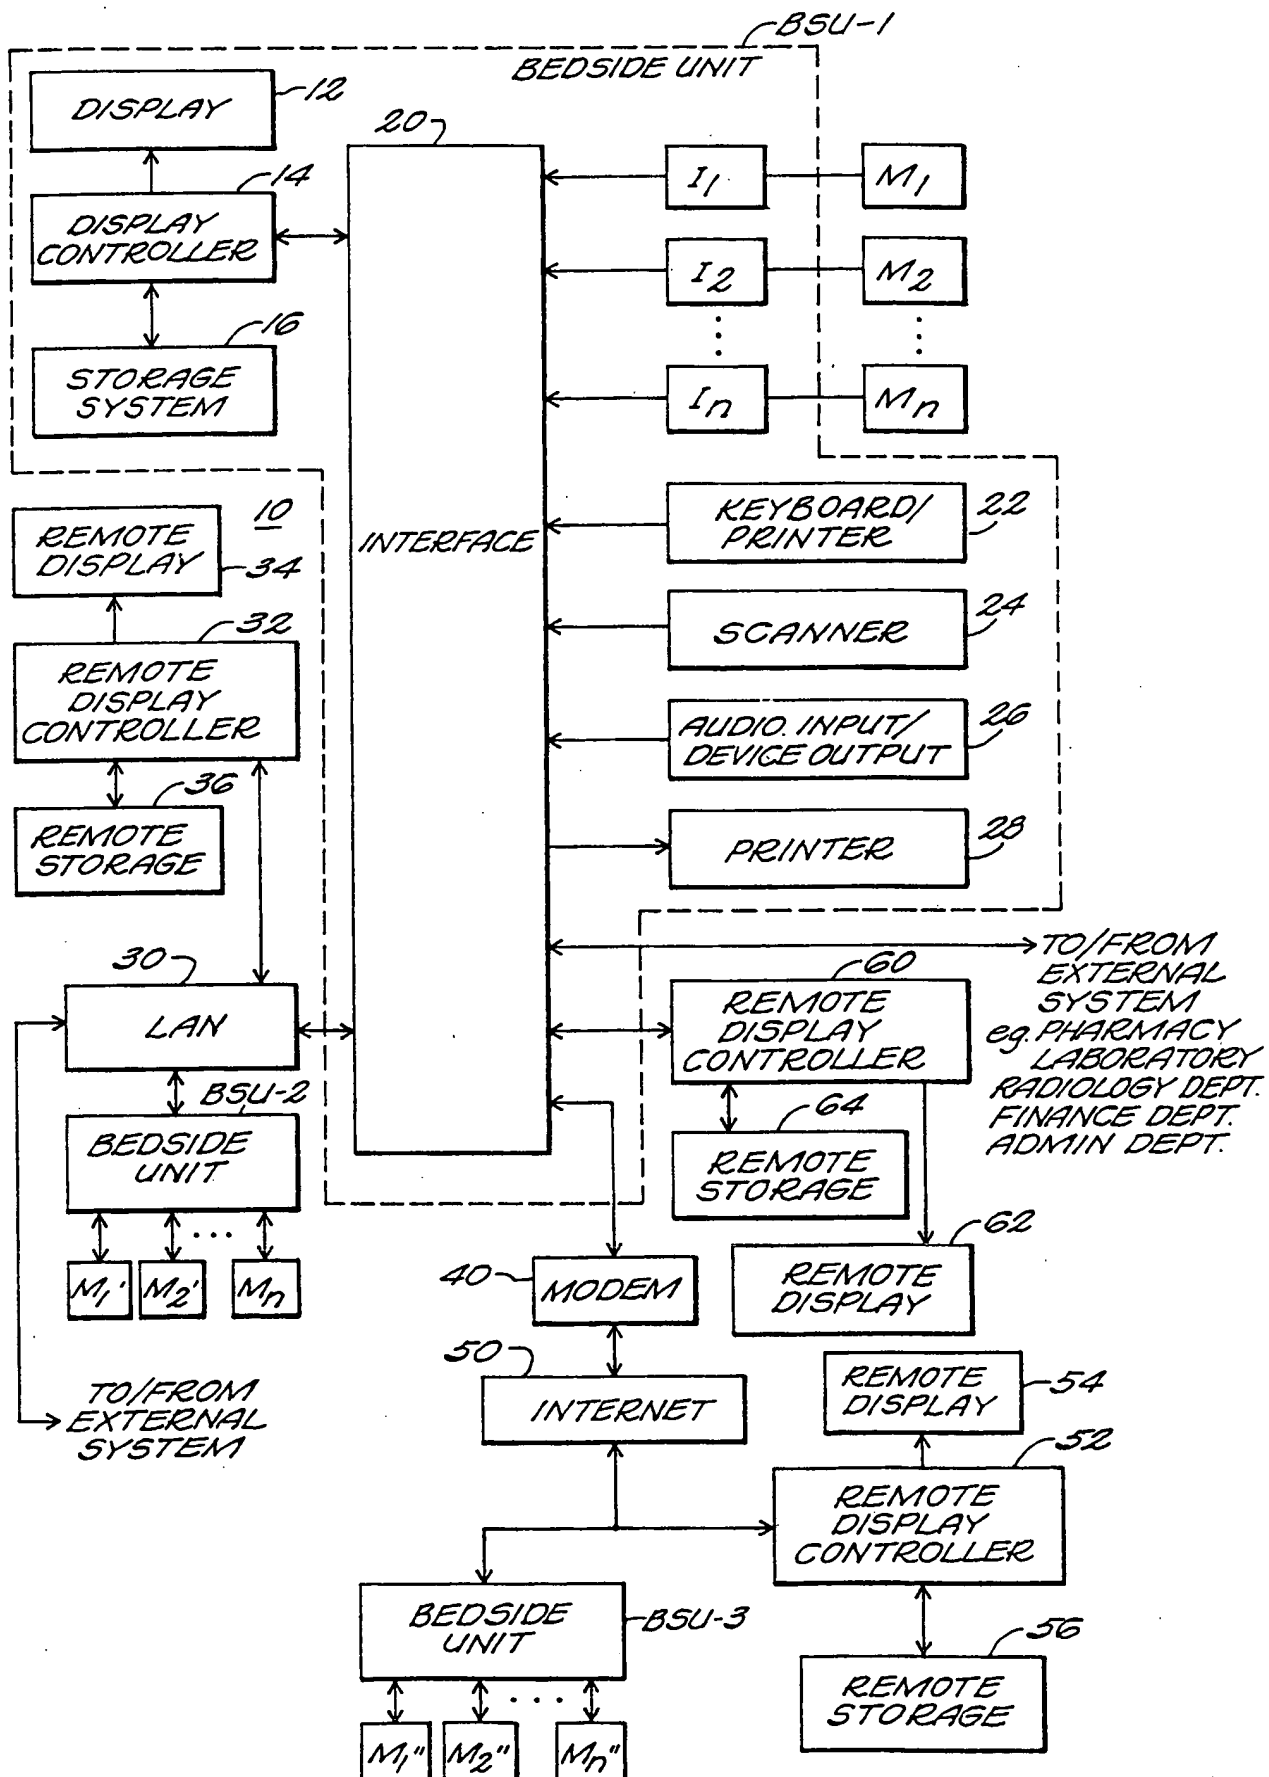 BSU-1
BEDSIDE UNIT
DISPLAY
12
20
14
DISPLAY
CONTROLLER
I1
M1
I2
M2
16
STORAGE
SYSTEM
In
Mn
INTERFACE
10
REMOTE
DISPLAY
34
KEYBOARD/
PRINTER
22
32
REMOTE
DISPLAY
CONTROLLER
SCANNER
24
AUDIO. INPUT/
DEVICE OUTPUT
26
36
REMOTE
STORAGE
PRINTER
28
TO/FROM
EXTERNAL
SYSTEM
eg. PHARMACY
LABORATORY
RADIOLOGY DEPT.
FINANCE DEPT.
ADMIN DEPT.
30
LAN
60
REMOTE
DISPLAY
CONTROLLER
BSU-2
BEDSIDE
UNIT
64
REMOTE
STORAGE
M1'
M2'
Mn
62
REMOTE
DISPLAY
40
MODEM
50
INTERNET
REMOTE
DISPLAY
54
TO/FROM
EXTERNAL
SYSTEM
52
REMOTE
DISPLAY
CONTROLLER
BEDSIDE
UNIT
BSU-3
56
REMOTE
STORAGE
M1"
M2"
Mn"